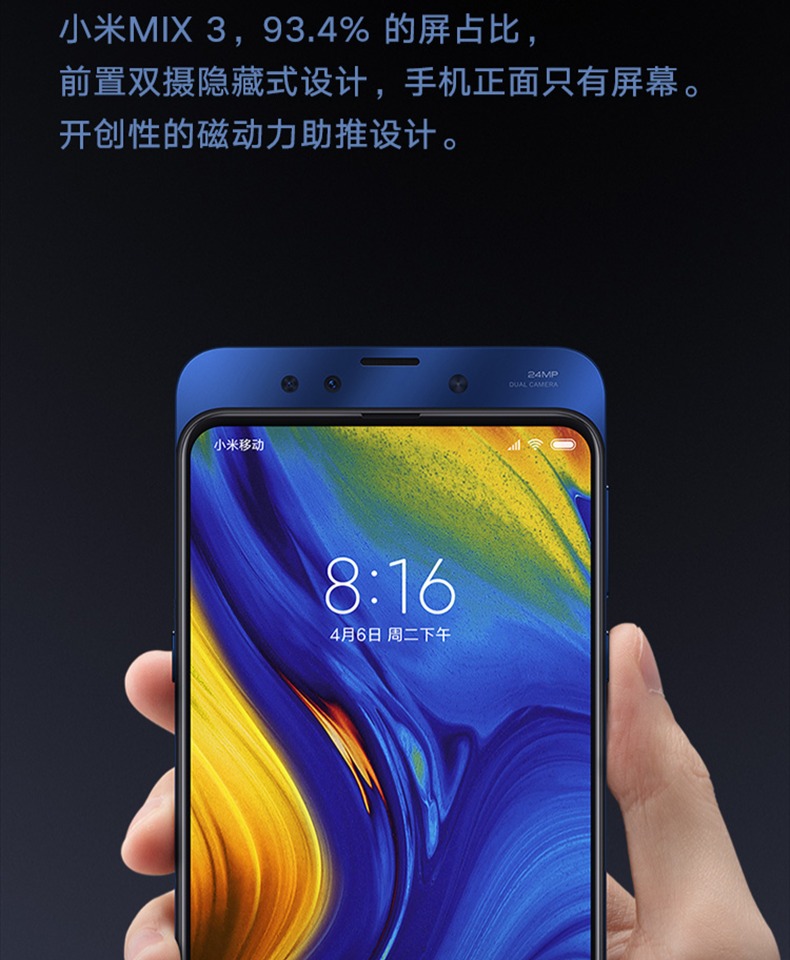 小米MIX 3，93.4% 的屏占比，
前置双摄隐藏式设计，手机正面只有屏幕。
开创性的磁动力助推设计。
24MP
DUAL CAMERA
小米移动
8:16
4月6日 周二下午